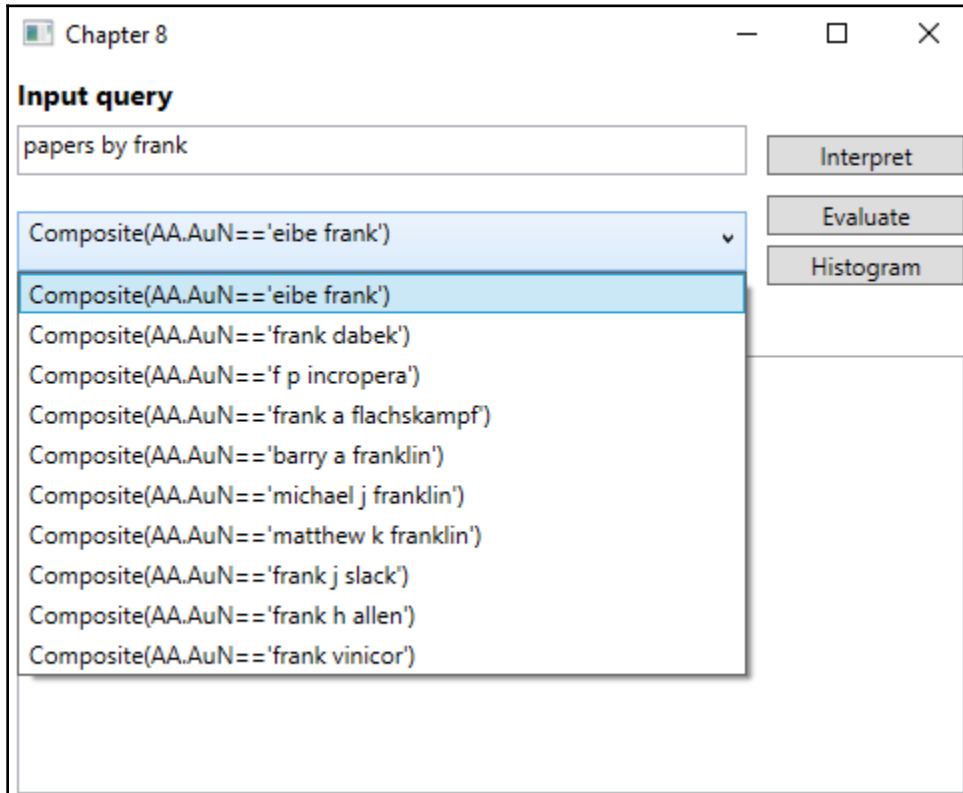 Chapter 8
Input query
papers by frank
Interpret
Composite(AA.AuN=='eibe frank')
Evaluate
Histogram
Composite(AA.AuN=='eibe frank')
Composite(AA.AuN=='frank dabek')
Composite(AA.AuN=='f p incropera')
Composite(AA.AuN=='frank a flachskampf')
Composite(AA.AuN=='barry a franklin')
Composite(AA.AuN=='michael j franklin')
Composite(AA.AuN=='matthew k franklin')
Composite(AA.AuN=='frank j slack')
Composite(AA.AuN=='frank h allen')
Composite(AA.AuN=='frank vinicor')